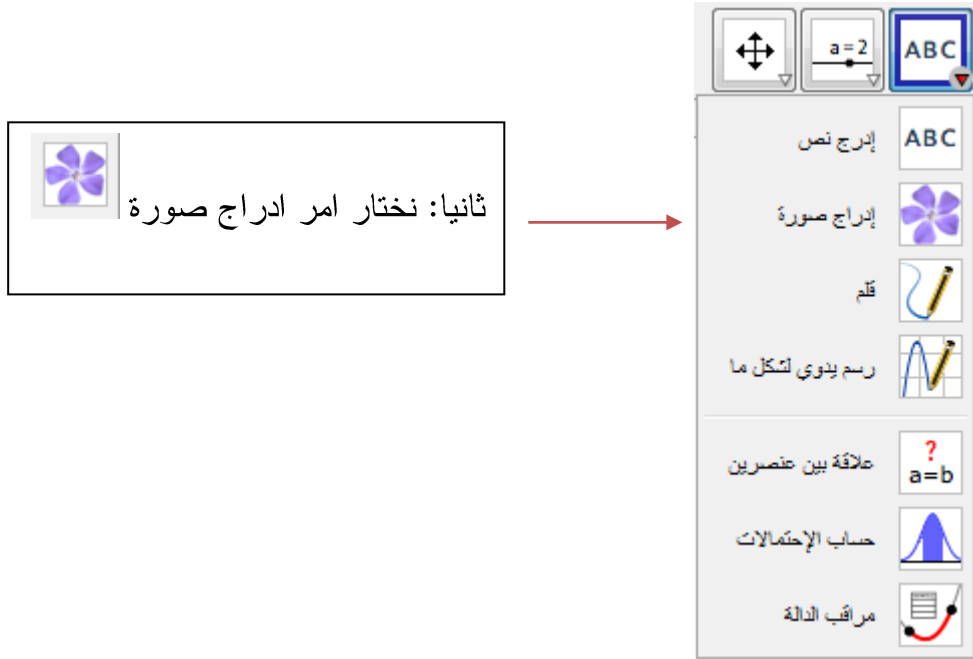 a=2
ABC
ثانيا: نختار امر ادراج صورة
ABC
إدرج نص
إدراج صورة
قلم
رسم يدوي لشكل ما
?
a=b
علاقة بين عنصرين
حساب الإحتمالات
مراقب الدالة